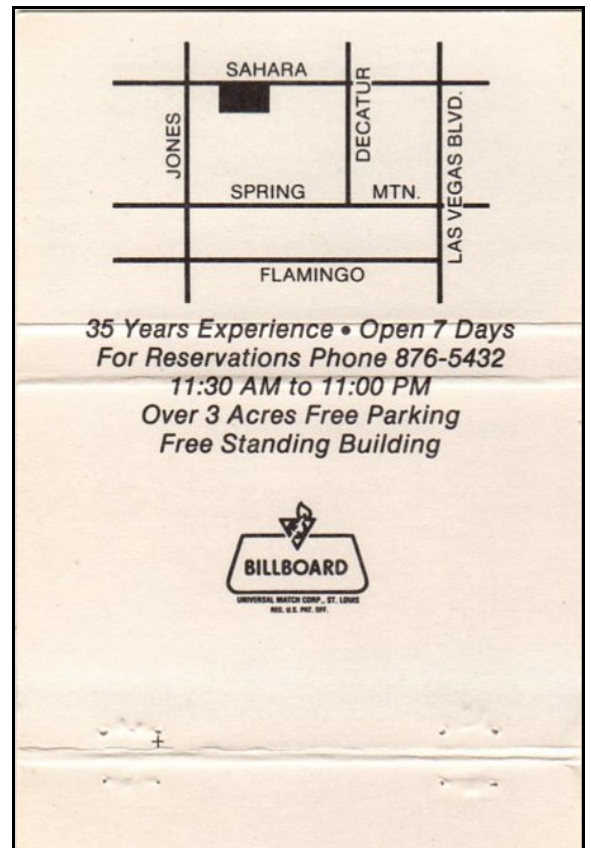 SAHARA
JONES
DECATUR
LAS VEGAS BLVD.
SPRING MTN.
FLAMINGO
35 Years Experience • Open 7 Days
For Reservations Phone 876-5432
11:30 AM to 11:00 PM
Over 3 Acres Free Parking
Free Standing Building
BILLBOARD
UNIVERSAL MATCH CORP., ST. LOUIS
REG. U.S. PAT. OFF.